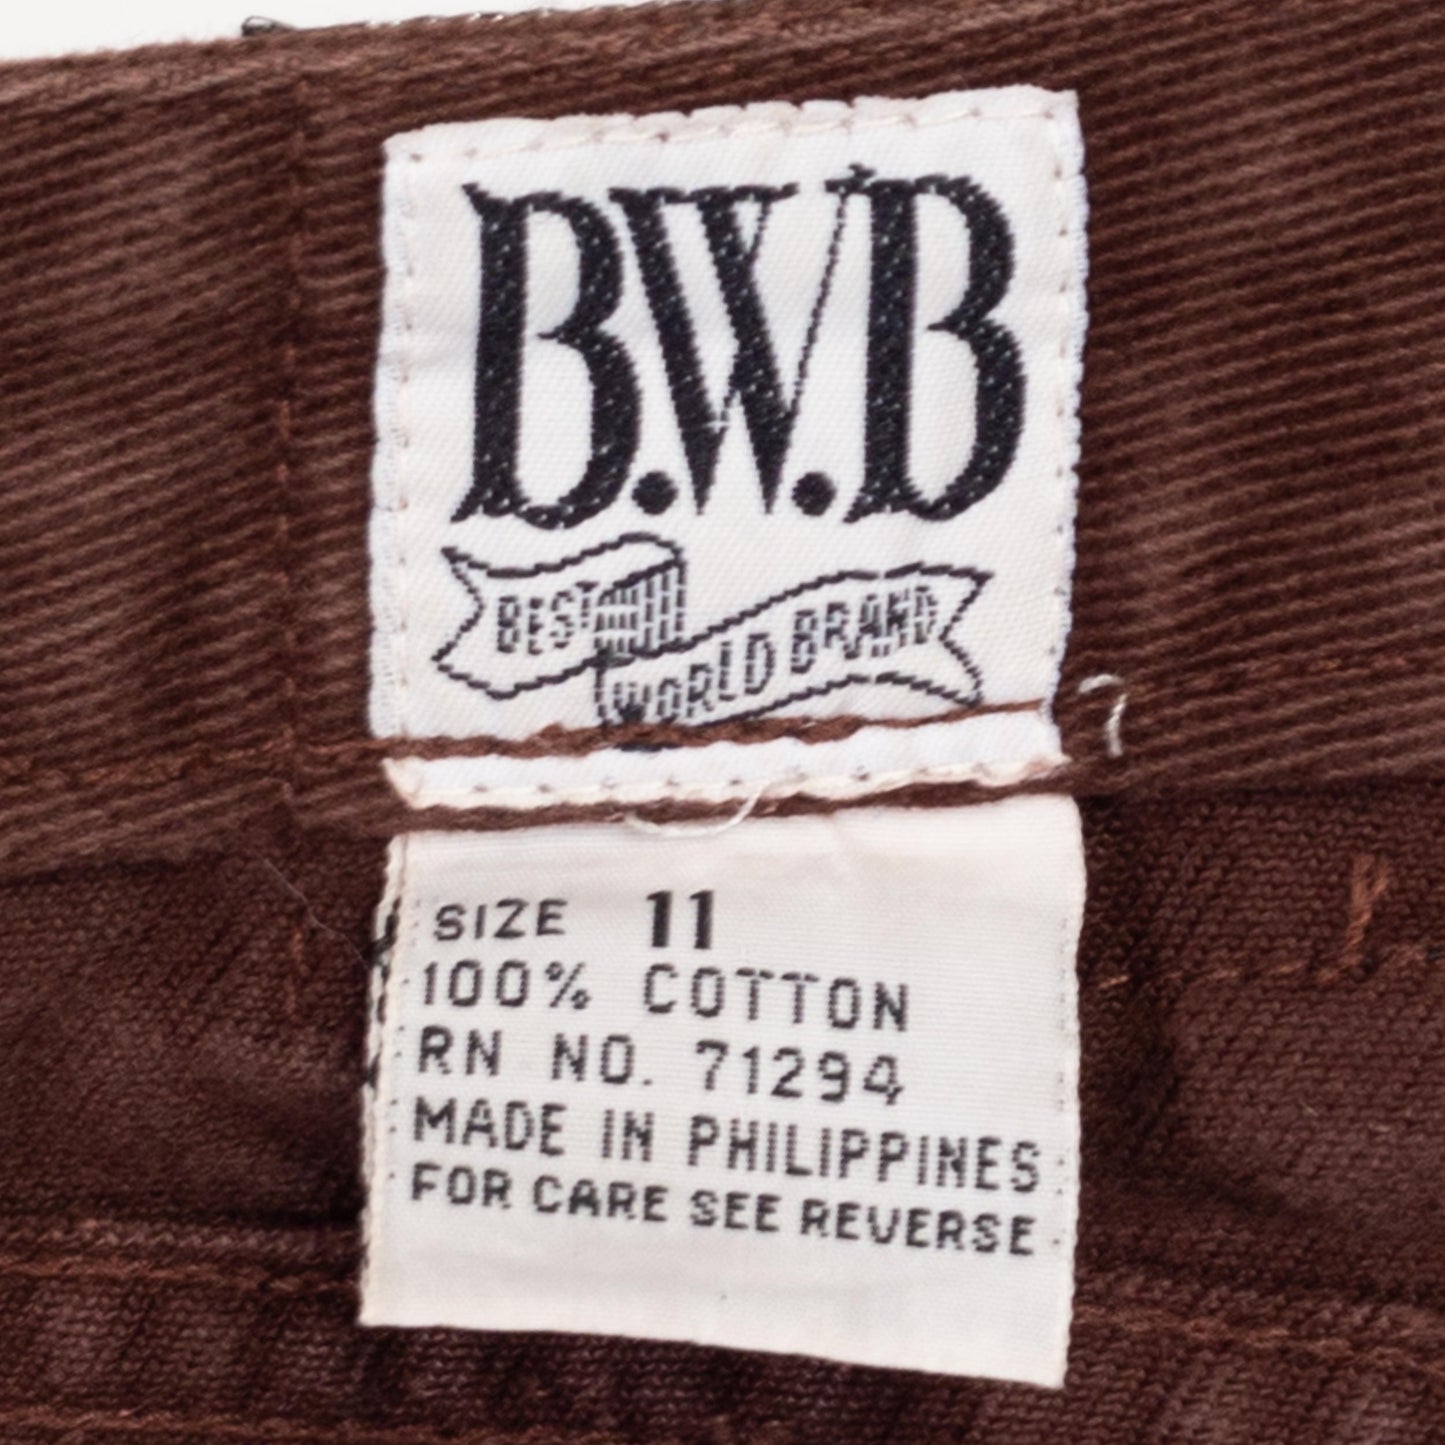 B.W.B
BEST
WORLD BRAND
SIZE 11
100% COTTON
RN NO. 71294
MADE IN PHILIPPINES
FOR CARE SEE REVERSE